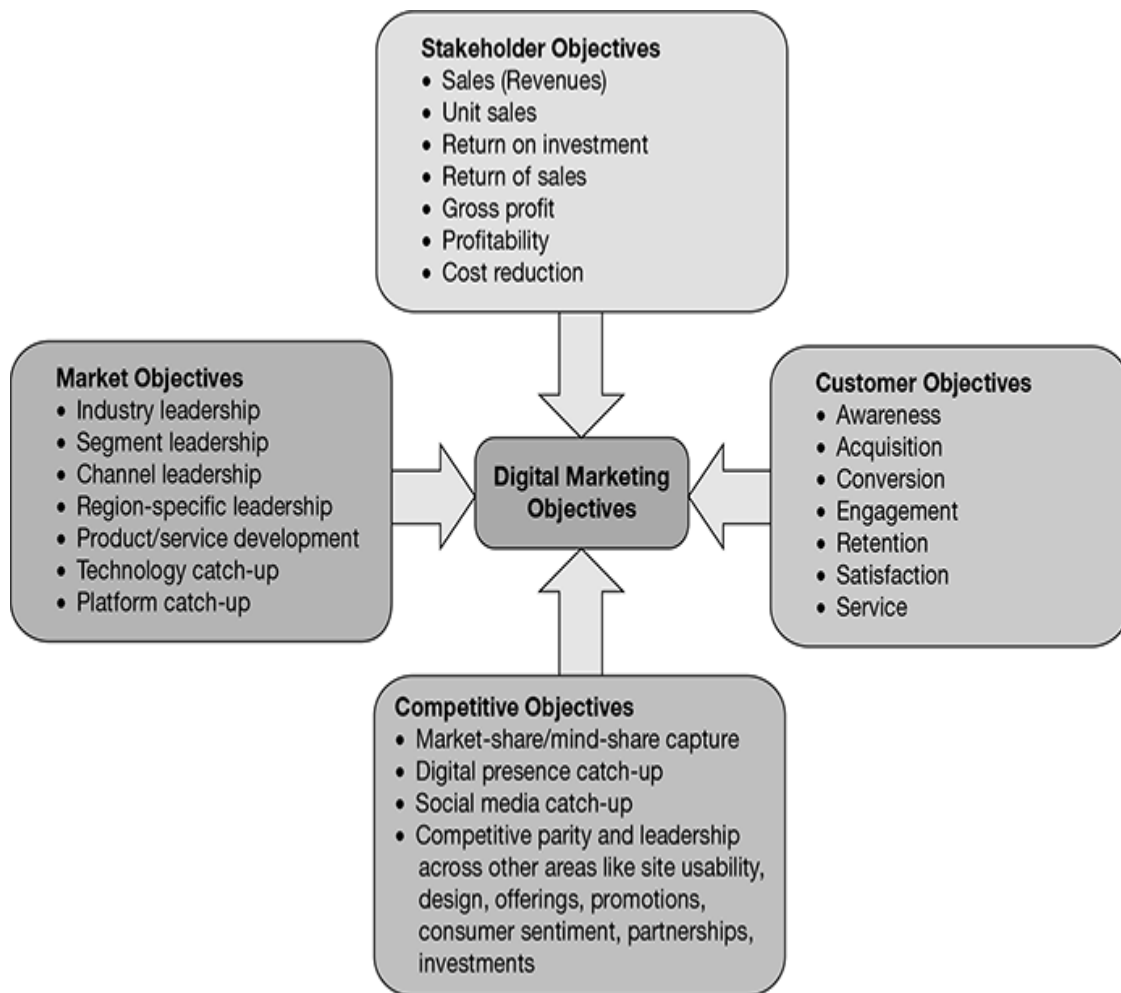 Stakeholder Objectives
• Sales (Revenues)
• Unit sales
• Return on investment
• Return of sales
• Gross profit
• Profitability
• Cost reduction
Market Objectives
• Industry leadership
• Segment leadership
• Channel leadership
• Region-specific leadership
• Product/service development
• Technology catch-up
• Platform catch-up
Digital Marketing
Objectives
Customer Objectives
• Awareness
• Acquisition
• Conversion
• Engagement
• Retention
• Satisfaction
• Service
Competitive Objectives
• Market-share/mind-share capture
• Digital presence catch-up
• Social media catch-up
• Competitive parity and leadership
across other areas like site usability,
design, offerings, promotions,
consumer sentiment, partnerships,
investments